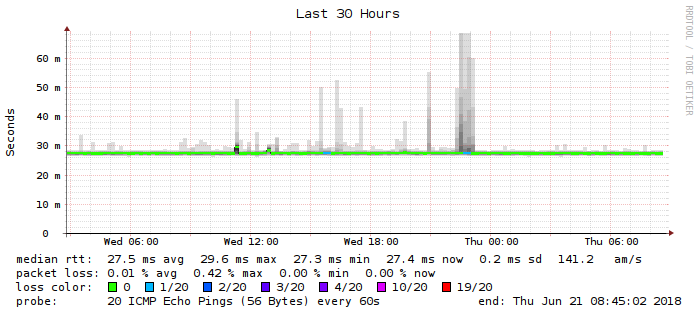 Last 30 Hours
RRDTOOL / TOBI OETIKER
Seconds
60 m
50 m
40 m
30 m
20 m
10 m
0
Wed 06:00 Wed 12:00 Wed 18:00 Thu 00:00 Thu 06:00
median rtt: 27.5 ms avg 29.6 ms max 27.3 ms min 27.4 ms now 0.2 ms sd 141.2 am/s
packet loss: 0.01 % avg 0.42 % max 0.00 % min 0.00 % now
loss color: 0 1/20 2/20 3/20 4/20 10/20 19/20
probe: 20 ICMP Echo Pings (56 Bytes) every 60s end: Thu Jun 21 08:45:02 2018